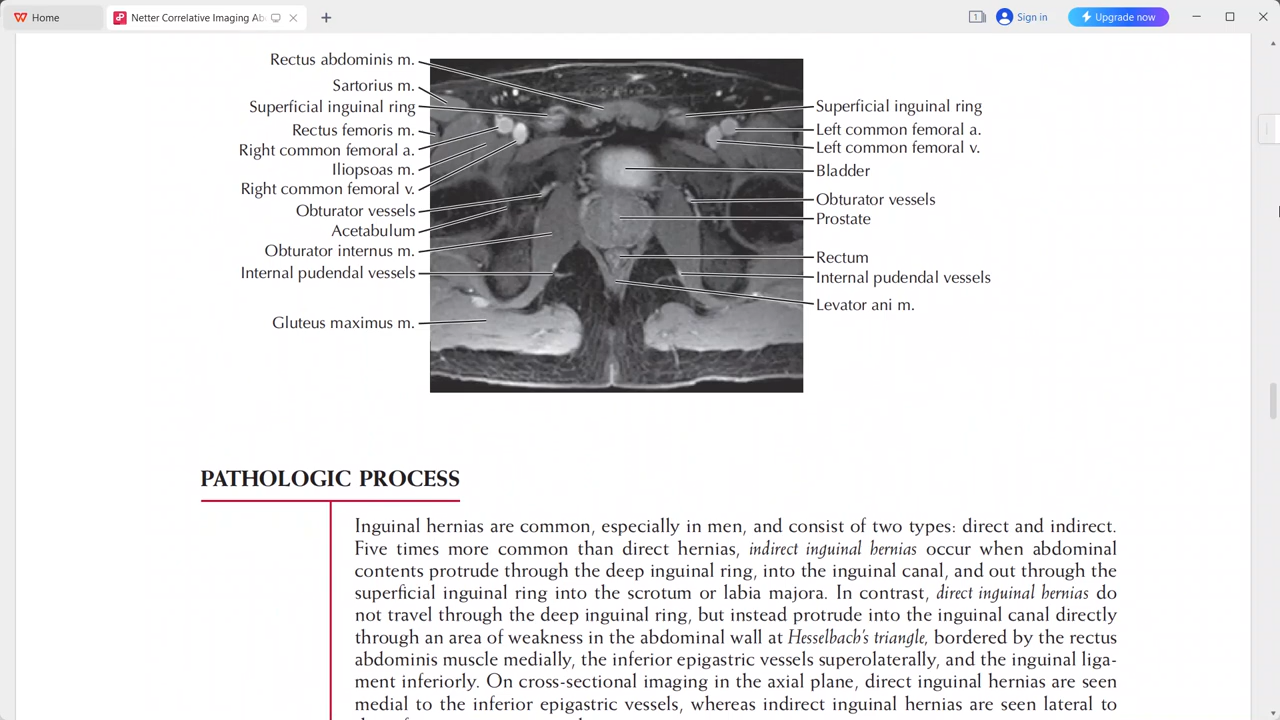 Home
Netter Correlative Imaging Ab
1
Sign in
Upgrade now
Rectus abdominis m.
Sartorius m.
Superficial inguinal ring
Rectus femoris m.
Right common femoral a.
Iliopsoas m.
Right common femoral v.
Obturator vessels
Acetabulum
Obturator internus m.
Internal pudendal vessels
Gluteus maximus m.
Superficial inguinal ring
Left common femoral a.
Left common femoral v.
Bladder
Obturator vessels
Prostate
Rectum
Internal pudendal vessels
Levator ani m.
PATHOLOGIC PROCESS
Inguinal hernias are common, especially in men, and consist of two types: direct and indirect.
Five times more common than direct hernias, indirect inguinal hernias occur when abdominal
contents protrude through the deep inguinal ring, into the inguinal canal, and out through the
superficial inguinal ring into the scrotum or labia majora. In contrast, direct inguinal hernias do
not travel through the deep inguinal ring, but instead protrude into the inguinal canal directly
through an area of weakness in the abdominal wall at Hesselbach's triangle, bordered by the rectus
abdominis muscle medially, the inferior epigastric vessels superolaterally, and the inguinal liga-
ment inferiorly. On cross-sectional imaging in the axial plane, direct inguinal hernias are seen
medial to the inferior epigastric vessels, whereas indirect inguinal hernias are seen lateral to